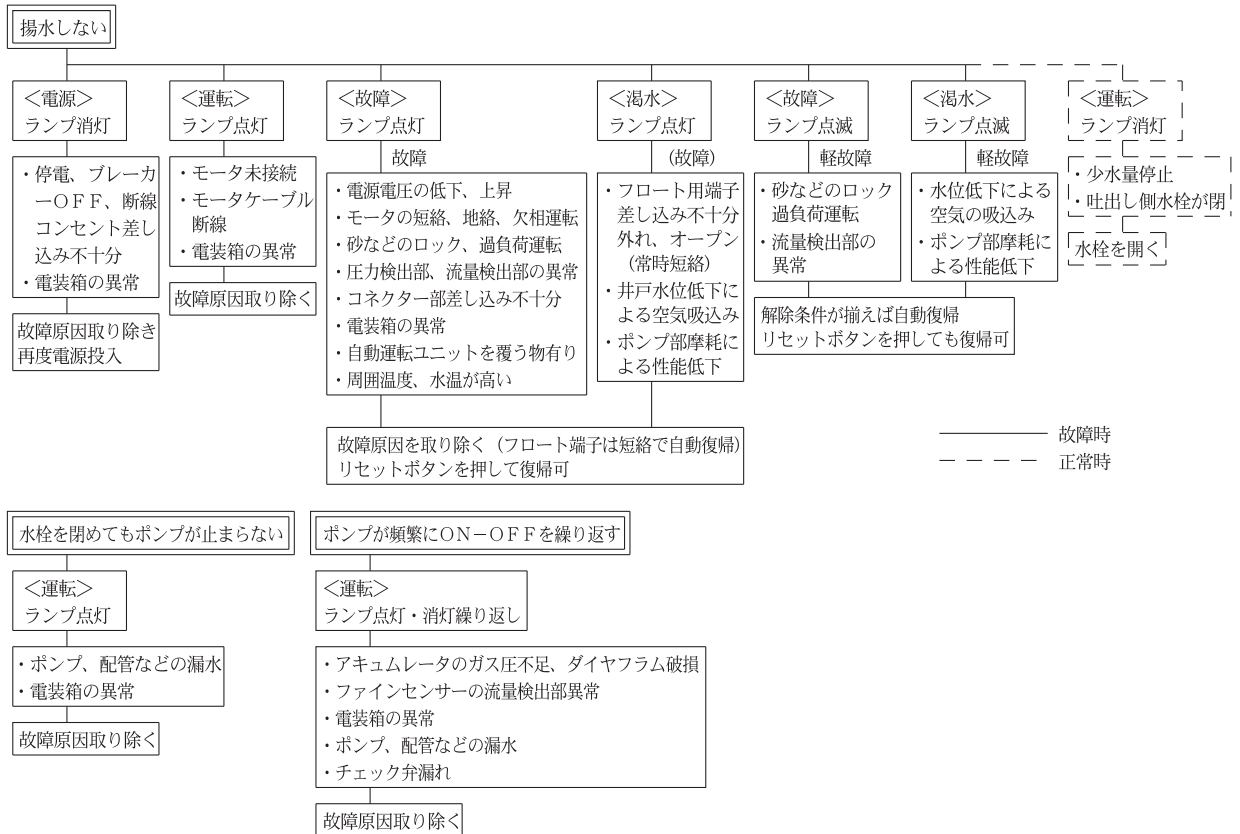 揚水しない
＜電源＞
ランプ消灯
・停電、ブレーカ
ーＯＦＦ、断線
コンセント差し
込み不十分
・電装箱の異常
故障原因取り除き
再度電源投入
＜運転＞
ランプ点灯
・モータ未接続
・モータケーブル
断線
・電装箱の異常
故障原因取り除く
＜故障＞
ランプ点灯
故障
・電源電圧の低下、上昇
・モータの短絡、地絡、欠相運転
・砂などのロック、過負荷運転
・圧力検出部、流量検出部の異常
・コネクター部差し込み不十分
・電装箱の異常
・自動運転ユニットを覆う物有り
・周囲温度、水温が高い
＜渇水＞
ランプ点灯
（故障）
・フロート用端子
差し込み不十分
外れ、オープン
（常時短絡）
・井戸水位低下に
よる空気吸込み
・ポンプ部摩耗に
よる性能低下
故障原因を取り除く（フロート端子は短絡で自動復帰）
リセットボタンを押して復帰可
＜故障＞
ランプ点滅
軽故障
・砂などのロック
過負荷運転
・流量検出部の
異常
＜渇水＞
ランプ点滅
軽故障
・水位低下による
空気の吸込み
・ポンプ部摩耗
による性能低下
解除条件が揃えば自動復帰
リセットボタンを押しても復帰可
＜運転＞
ランプ消灯
・少水量停止
・吐出し側水栓が閉
水栓を開く
故障時
正常時
水栓を閉めてもポンプが止まらない
＜運転＞
ランプ点灯
・ポンプ、配管などの漏水
・電装箱の異常
故障原因取り除く
ポンプが頻繁にＯＮ－ＯＦＦを繰り返す
＜運転＞
ランプ点灯・消灯繰り返し
・アキュムレータのガス圧不足、ダイヤフラム破損
・ファインセンサーの流量検出部異常
・電装箱の異常
・ポンプ、配管などの漏水
・チェック弁漏れ
故障原因取り除く